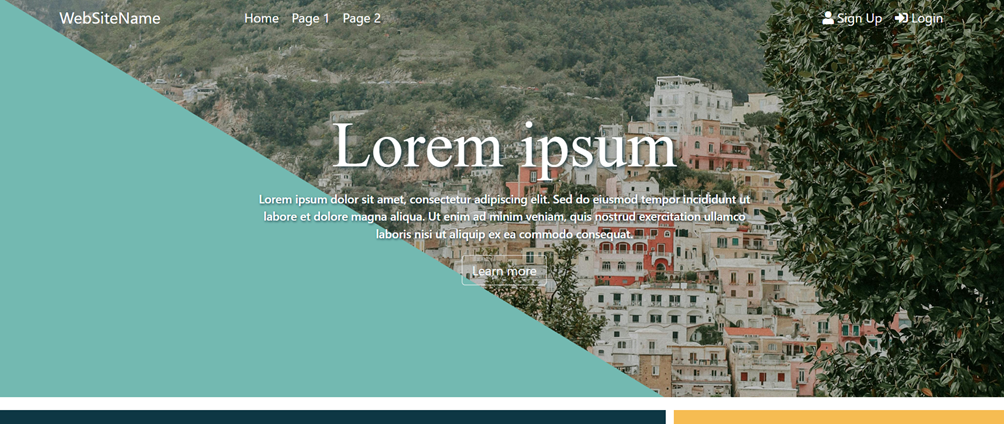 WebSiteName Home Page 1 Page 2 Sign Up Login
Lorem ipsum
Lorem ipsum dolor sit amet, consectetur adipiscing elit. Sed do eiusmod tempor incididunt ut
labore et dolore magna aliqua. Ut enim ad minim veniam, quis nostrud exercitation ullamco
laboris nisi ut aliquip ex ea commodo consequat.
Learn more